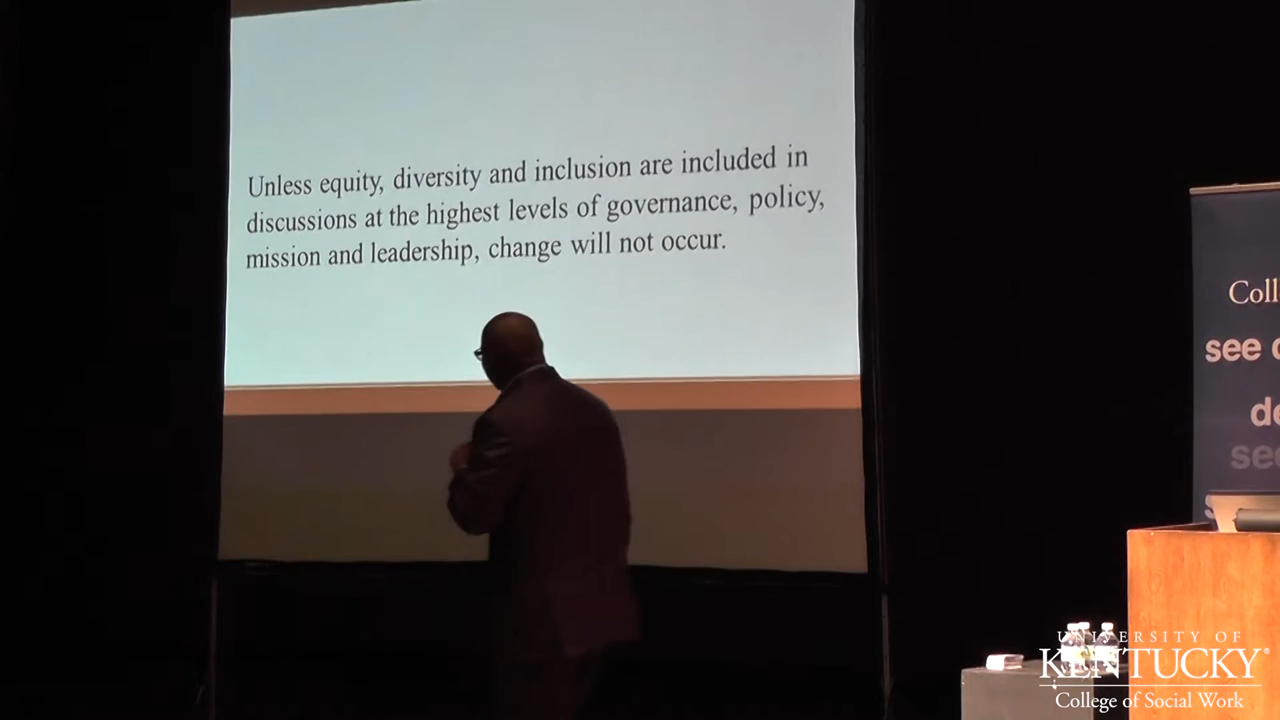 Unless equity, diversity and inclusion are included in
discussions at the highest levels of governance, policy,
mission and leadership, change will not occur.
Coll
see
de
see
UNIVERSITY OF
KENTUCKY®
College of Social Work